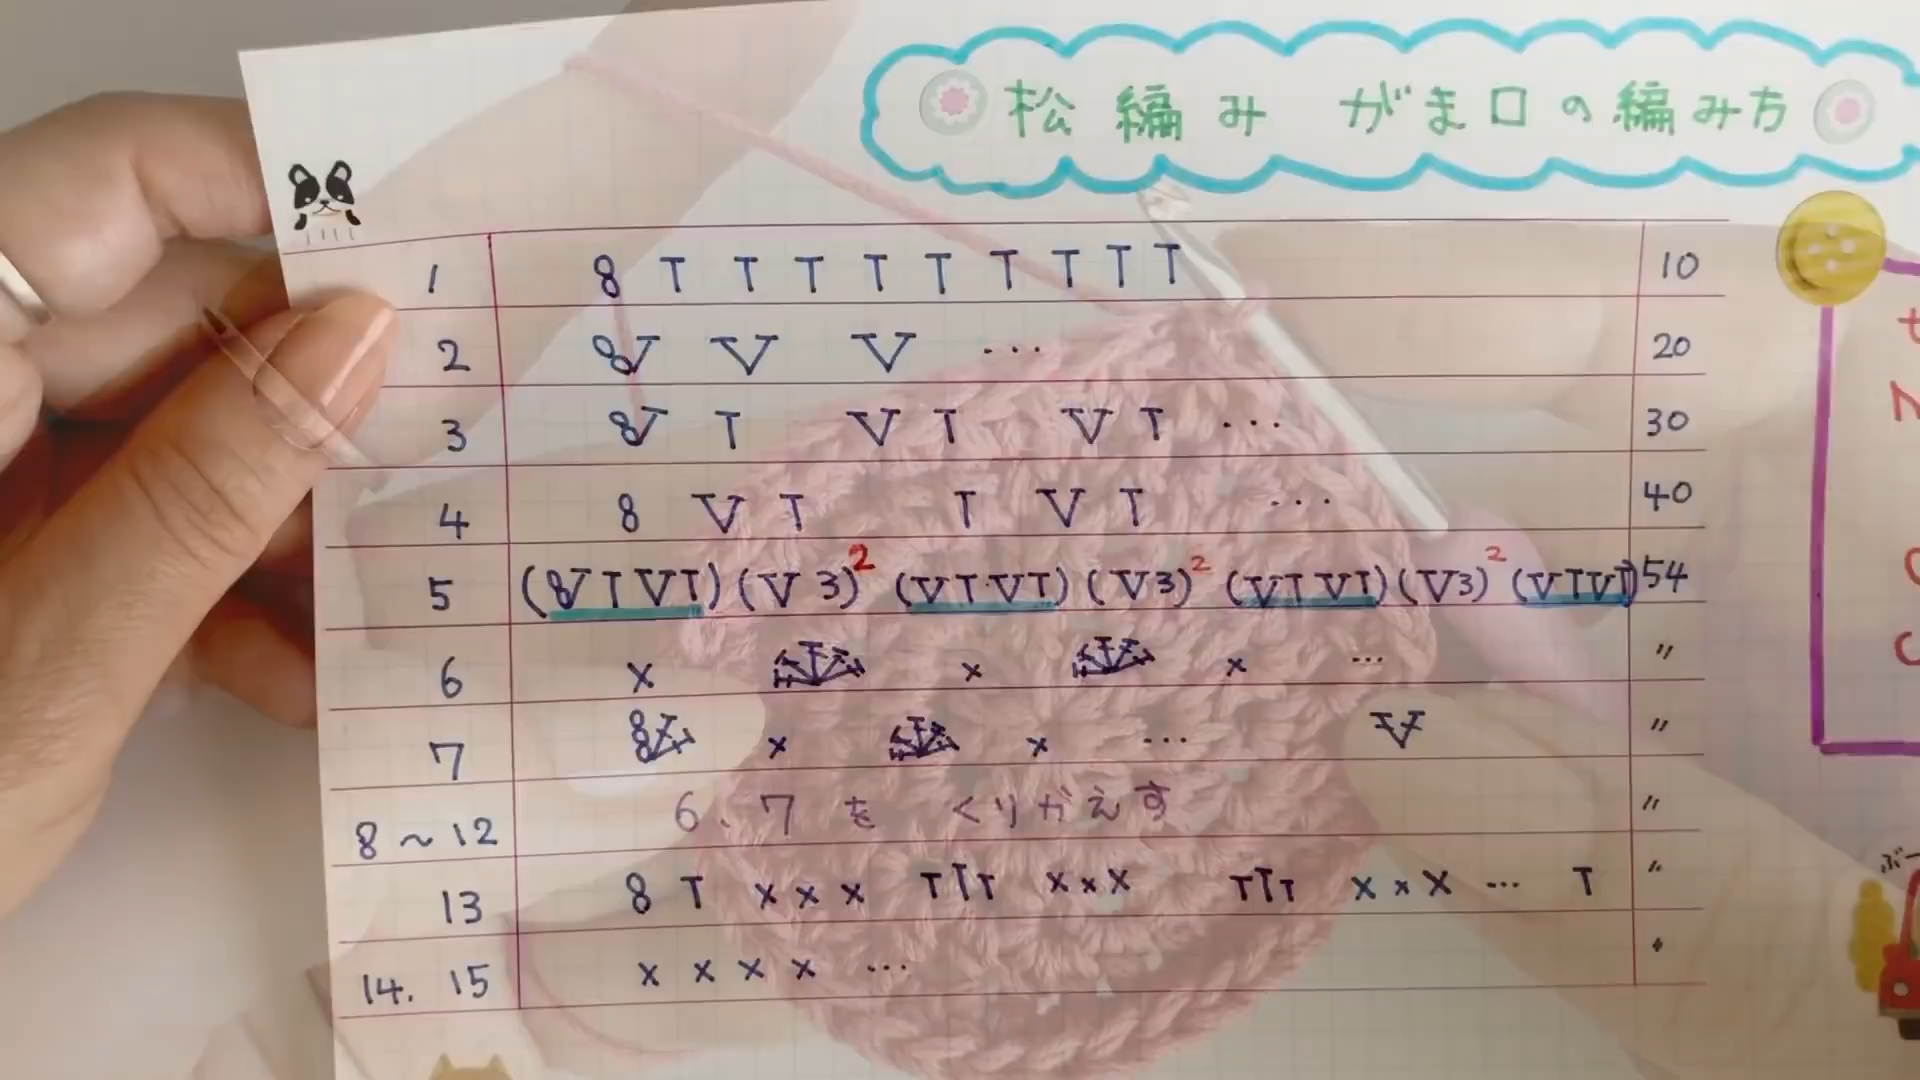 松編み がま口の編み方
1 8 T T T T T T T T T 10
2 8V V V ... 20
3 8V T V T V T ... 30
4 8 V T T V T ... 40
5 (8V T V T) (V 3)² (V T V T) (V 3)² (V T V T) (V 3)² (V T V T) 54
6 × × × ... 〃
7 × × ... 〃
8〜12 6、7を くりかえす 〃
13 8 T × × × T T T × × × T T T × × × ... T 〃
14. 15 × × × × ... 〃
ぶー